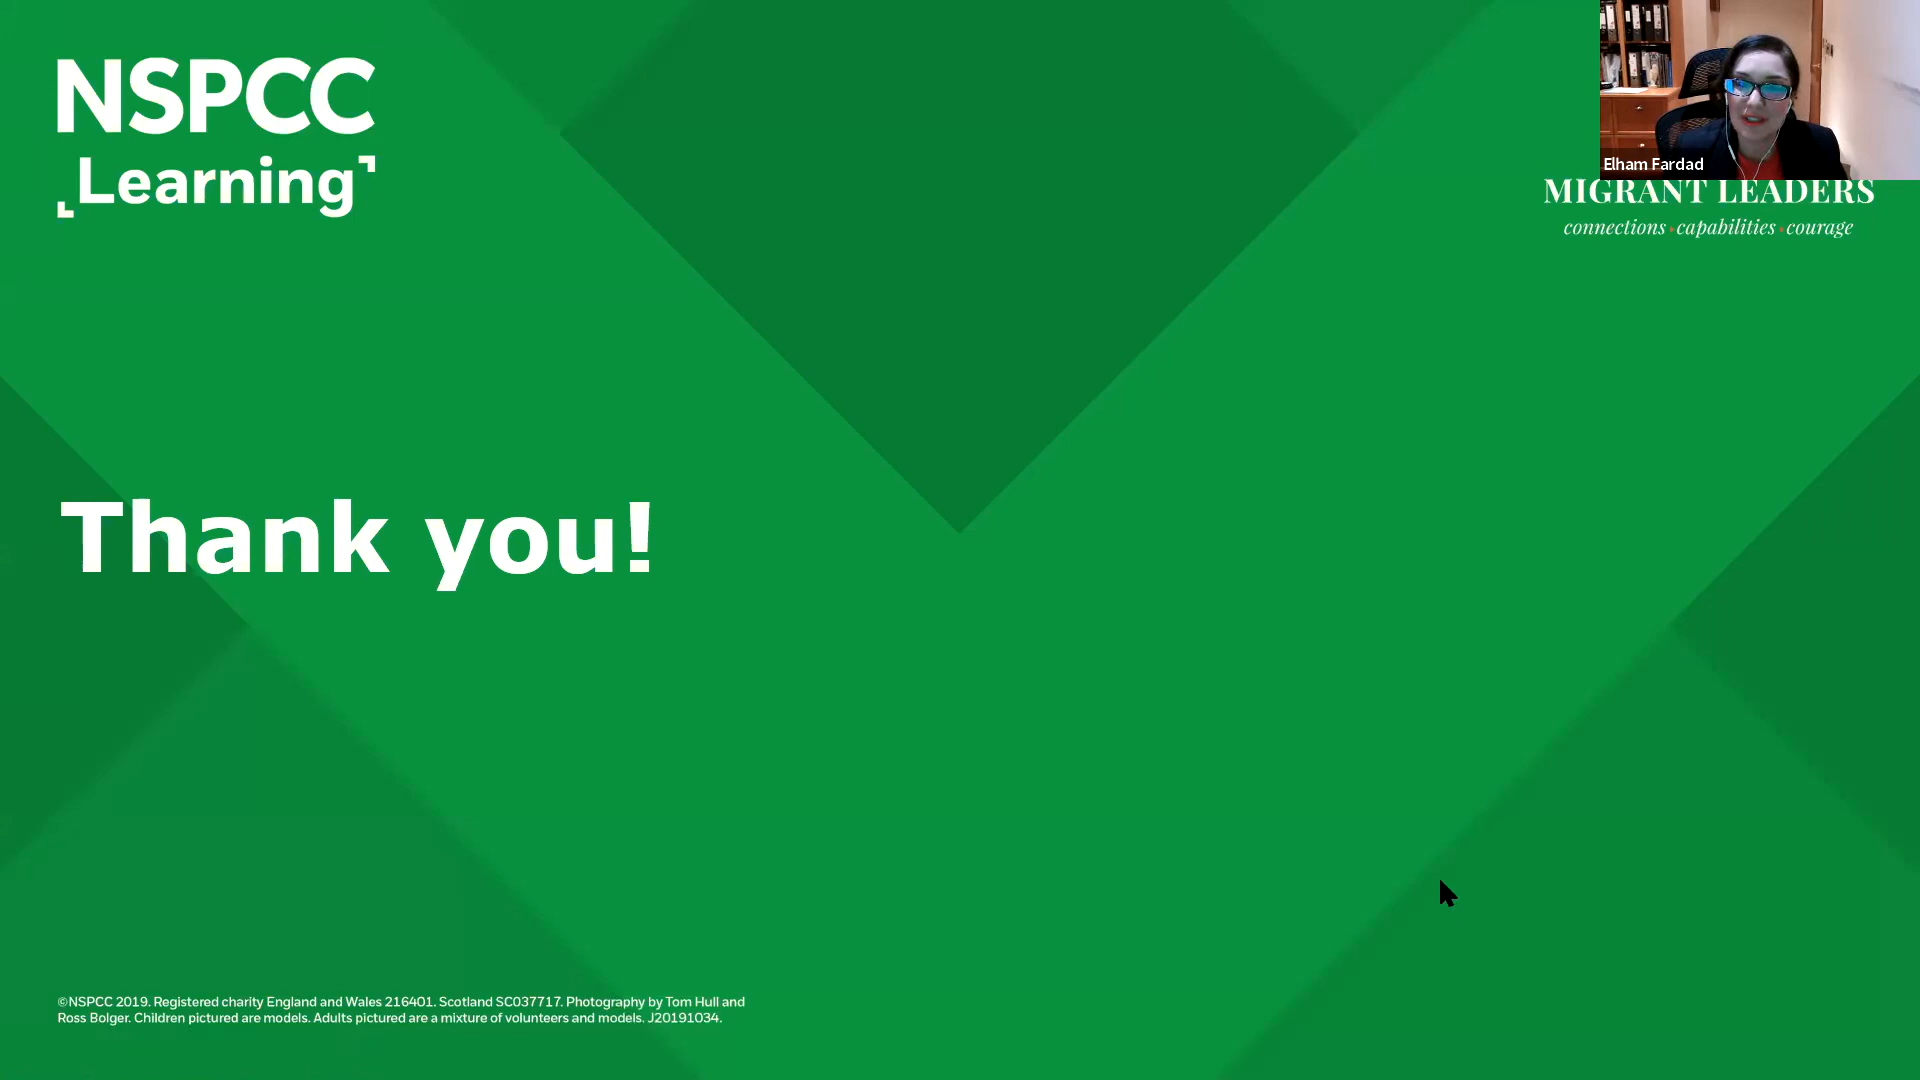 NSPCC
Learning
Elham Fardad
MIGRANT LEADERS
connections • capabilities • courage
Thank you!
©NSPCC 2019. Registered charity England and Wales 216401. Scotland SC037717. Photography by Tom Hull and
Ross Bolger. Children pictured are models. Adults pictured are a mixture of volunteers and models. J20191034.